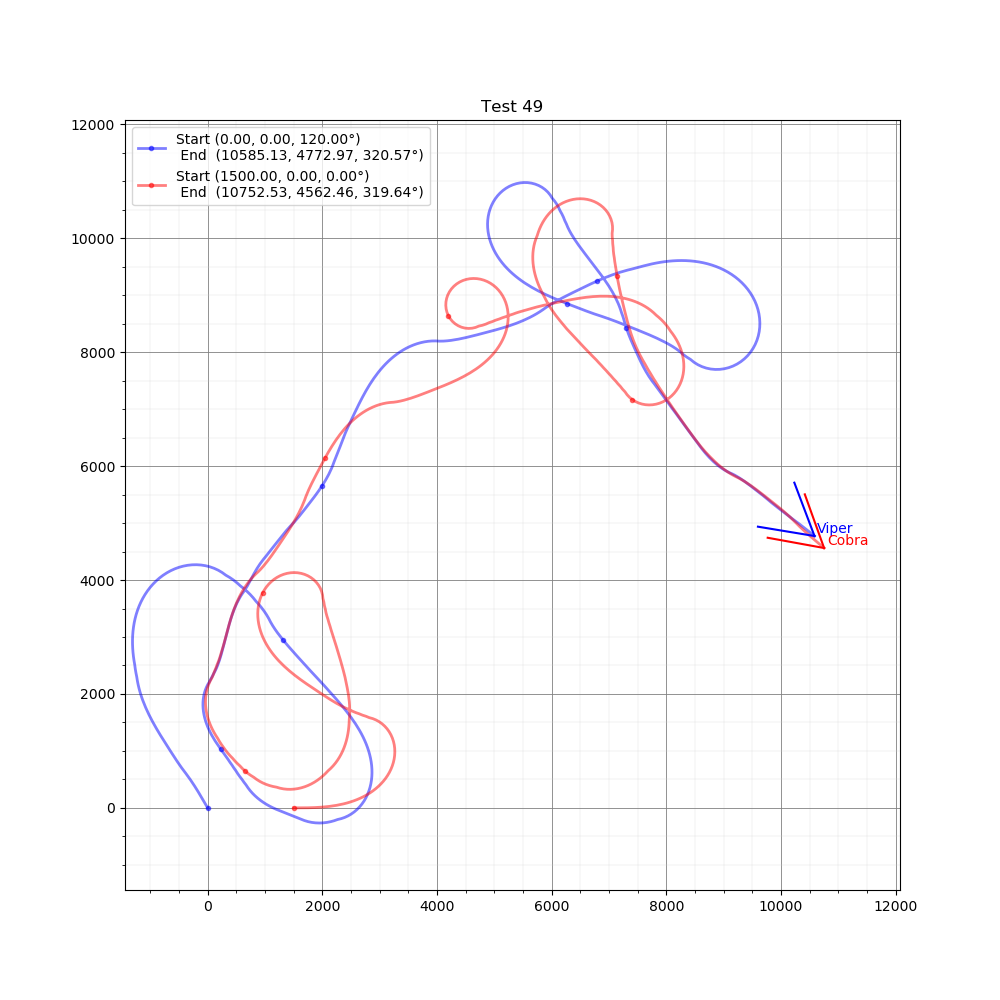 Test 49
Start (0.00, 0.00, 120.00°)
End (10585.13, 4772.97, 320.57°)
Start (1500.00, 0.00, 0.00°)
End (10752.53, 4562.46, 319.64°)
12000
10000
8000
6000
4000
2000
0
Viper
Cobra
0 2000 4000 6000 8000 10000 12000